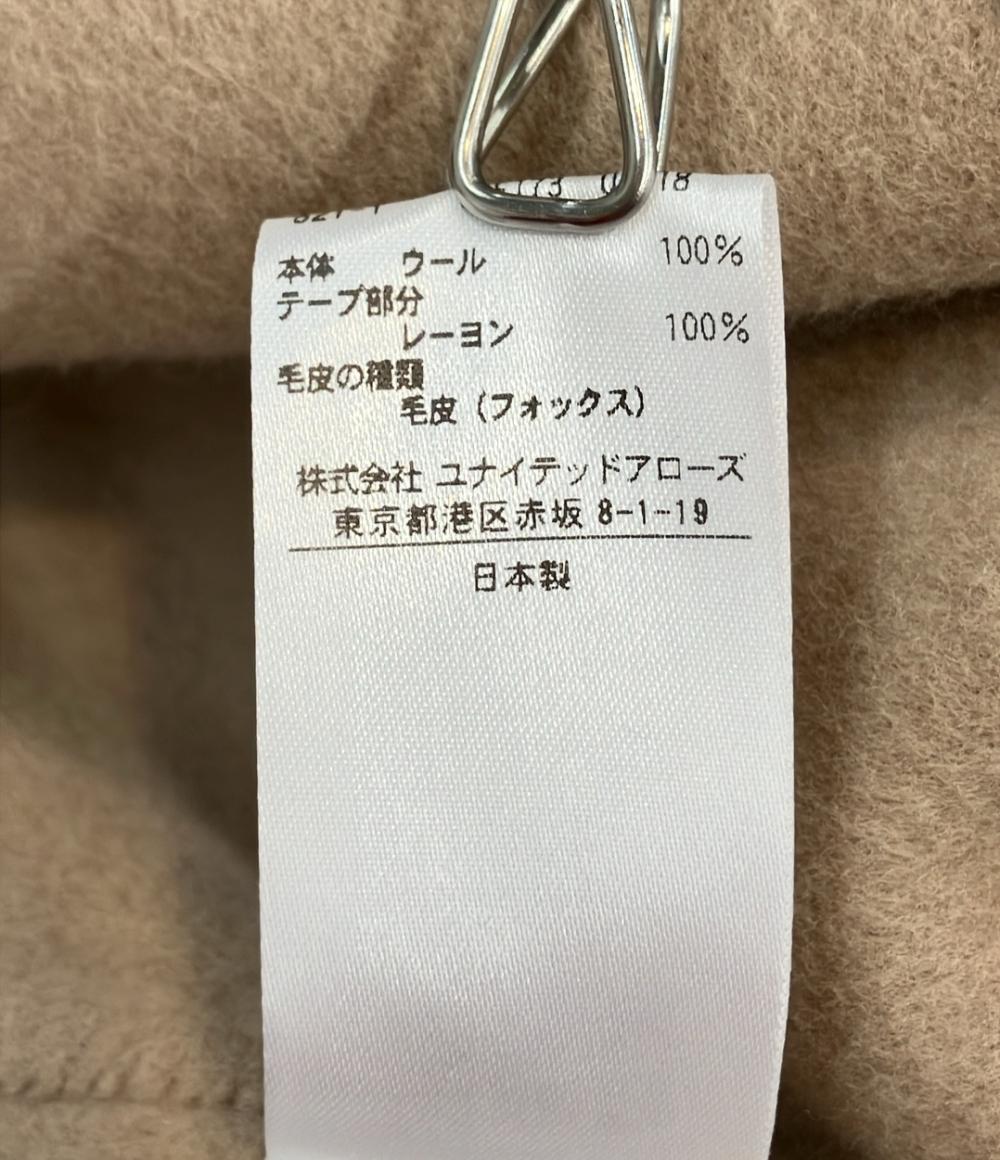 本体 ウール 100%
テープ部分
レーヨン 100%
毛皮の種類
毛皮（フォックス）
株式会社 ユナイテッドアローズ
東京都港区赤坂 8-1-19
日本製